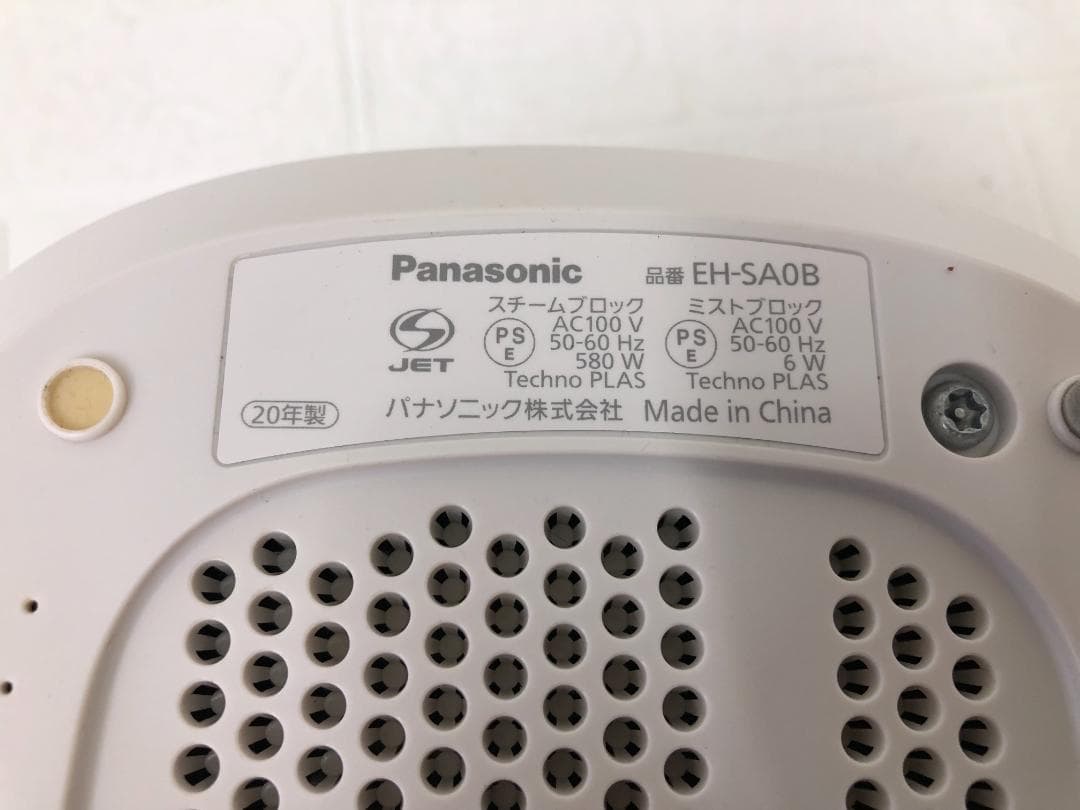 Panasonic 品番 EH-SA0B
スチームブロック ミストブロック
JET PS E AC100 V PS E AC100 V
50-60 Hz 50-60 Hz
580 W 6 W
Techno PLAS Techno PLAS
20年製 パナソニック株式会社 Made in China